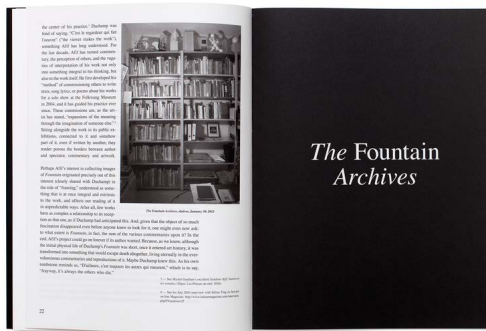 the center of his practice.⁵ Duchamp was
fond of saying, "C'est le regardeur qui fait
l'oeuvre" ("the viewer makes the work"),
something Afif has long understood. For
the last decade, Afif has turned commen-
tary, the perception of others, and the
of interpretation of his work not only
into something integral to his thinking, but
also to the work itself. He first developed his
"method" of commissioning others to write
texts, song lyrics, or poems about his works
for a solo show at the Folkwang Museum
in 2004, and it has guided his practice ever
since. These commissions are, as the art-
ist has stated, "expansions of the meaning
through the imagination of someone else."⁶
Sitting alongside the work in its public ex-
hibitions, connected to it and somehow
part of it, even if written by another, they
render porous the borders between author
and spectator, commentary and artwork.
Perhaps Afif's interest in collecting images
of Fountain originated precisely out of this
interest (clearly shared with Duchamp) in
the role of "framing," understood as some-
thing that is at once integral and extrinsic
to the work, and affects our reading of it
in unpredictable ways. After all, few works
have as complex a relationship to its recep-
tion as this one, as if Duchamp had anticipated this. And, given that the object of so much
fascination disappeared even before anyone knew to look for it, one might even now ask:
to what extent is Fountain, in fact, the sum of the various commentaries upon it? In the
end, Afif's project could go on forever if its author wanted. Because, as we know, although
the initial physical life of Duchamp's Fountain was short, once it entered art history, it was
transformed into something that would escape death altogether, living eternally in the ever-
voluminous commentaries and reproductions of it. Maybe Duchamp knew this. As his own
tombstone reminds us, "D'ailleurs, c'est toujours les autres qui meurent," which is to say,
"Anyway, it's always the others who die."
The Fountain Archives, shelves, January 30, 2015
22
The Fountain
Archives